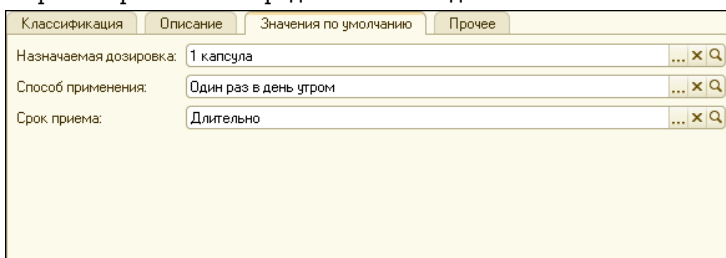 Классификация Описание Значения по умолчанию Прочее
Назначаемая дозировка: 1 капсула ...
Способ применения: Один раз в день утром ...
Срок приема: Длительно ...